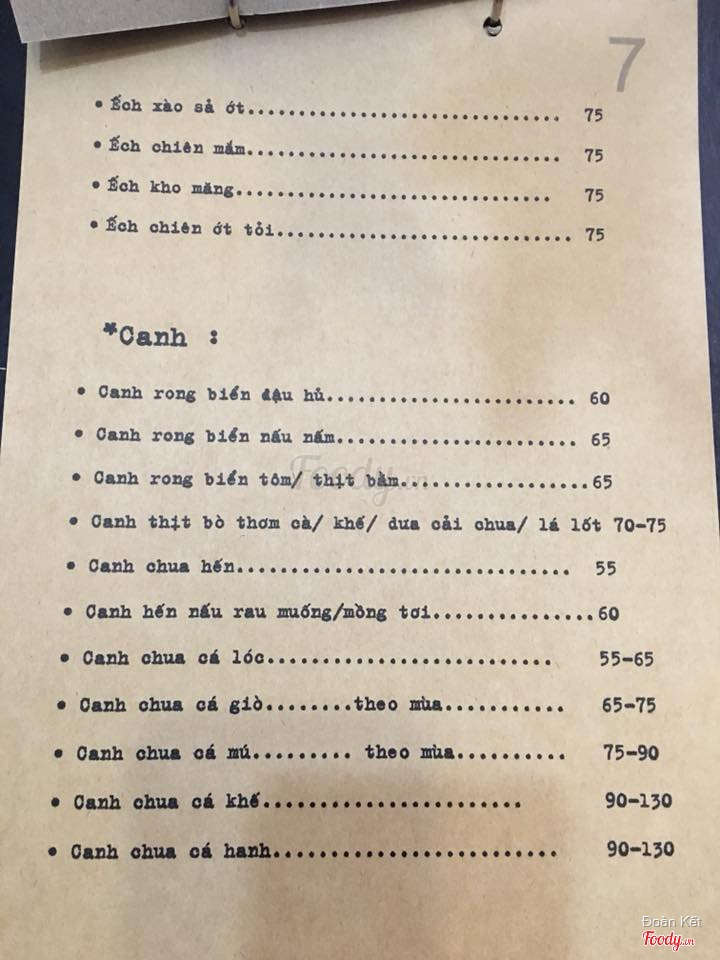 7
• Ếch xào sả ớt................................ 75
• Ếch chiên mắm................................ 75
• Ếch kho măng................................ 75
• Ếch chiên ớt tỏi.............................. 75
*Canh :
• Canh rong biển đậu hủ......................... 60
• Canh rong biển nấu nấm........................ 65
• Canh rong biển tôm/ thịt bằm...................65
• Canh thịt bò thơm cà/ khế/ dưa cải chua/ lá lốt 70-75
• Canh chua hến................................. 55
• Canh hến nấu rau muống/mồng tơi................60
• Canh chua cá lóc............................. 55-65
• Canh chua cá giò........theo mùa............ 65-75
• Canh chua cá mú......... theo mùa........... 75-90
• Canh chua cá khế.......................... 90-130
• Canh chua cá hanh............................ 90-130
Foody.vn
Đoàn Kết
Foody.vn